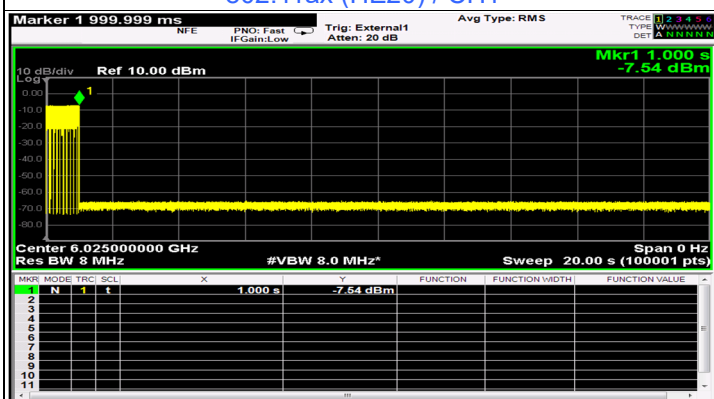 Marker 1 999.999 ms
NFE
PNO: Fast
IFGain:Low
Trig: External1
Atten: 20 dB
Avg Type: RMS
TRACE 1 2 3 4 5 6
TYPE W
DET A N N N N N
Mkr1 1.000 s
-7.54 dBm
10 dB/div Ref 10.00 dBm
Log
0.00
-10.0
-20.0
-30.0
-40.0
-50.0
-60.0
-70.0
-80.0
1
Center 6.025000000 GHz
Span 0 Hz
Res BW 8 MHz
#VBW 8.0 MHz*
Sweep 20.00 s (100001 pts)
MKR MODE TRC SCL X Y FUNCTION FUNCTION WIDTH FUNCTION VALUE
1 N 1 t 1.000 s -7.54 dBm
2
3
4
5
6
7
8
9
10
11